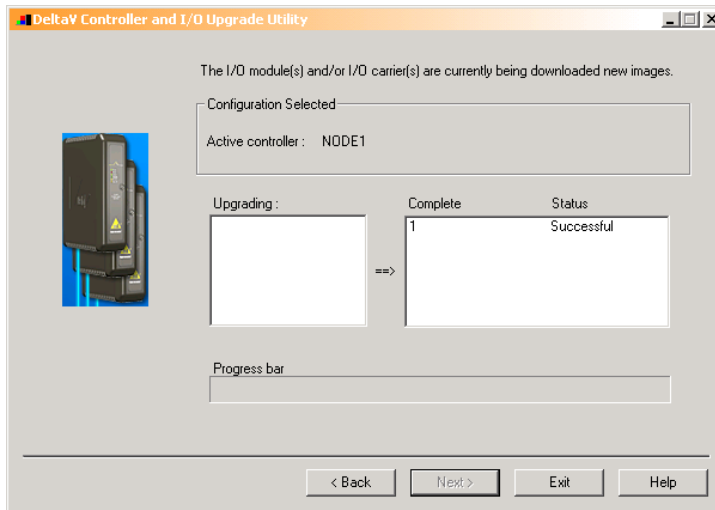 DeltaV Controller and I/O Upgrade Utility
The I/O module(s) and/or I/O carrier(s) are currently being downloaded new images.
Configuration Selected
Active controller : NODE1
Upgrading :
Complete Status
1 Successful
==>
Progress bar
< Back Next > Exit Help